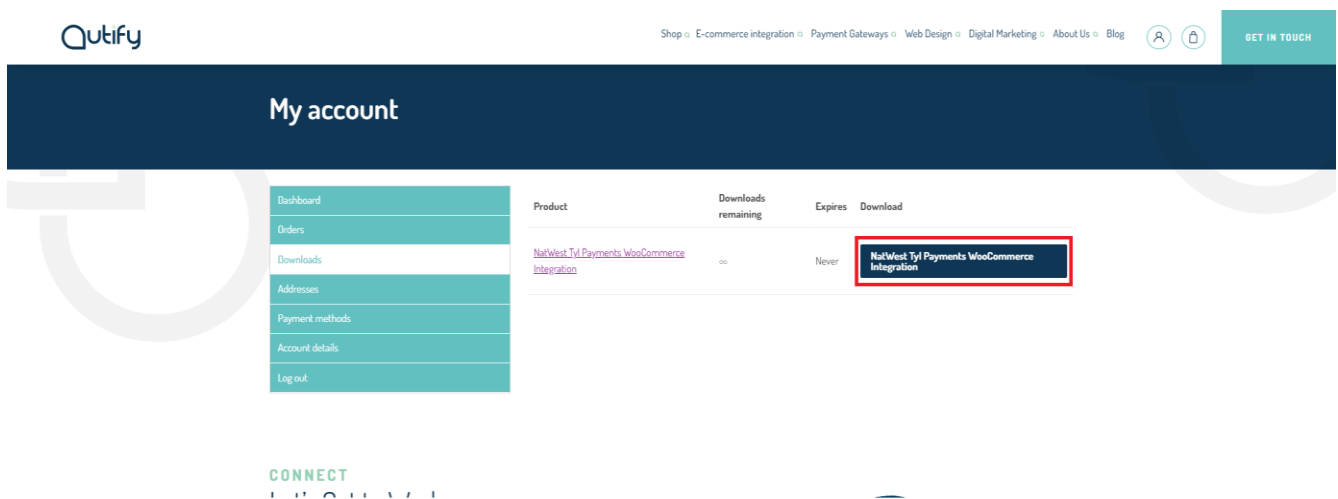 Qutify
Shop E-commerce integration Payment Gateways Web Design Digital Marketing About Us Blog
GET IN TOUCH
My account
Dashboard
Orders
Downloads
Addresses
Payment methods
Account details
Log out
Product Downloads remaining Expires Download
NatWest Tyl Payments WooCommerce
Integration
∞ Never
NatWest Tyl Payments WooCommerce
Integration
CONNECT